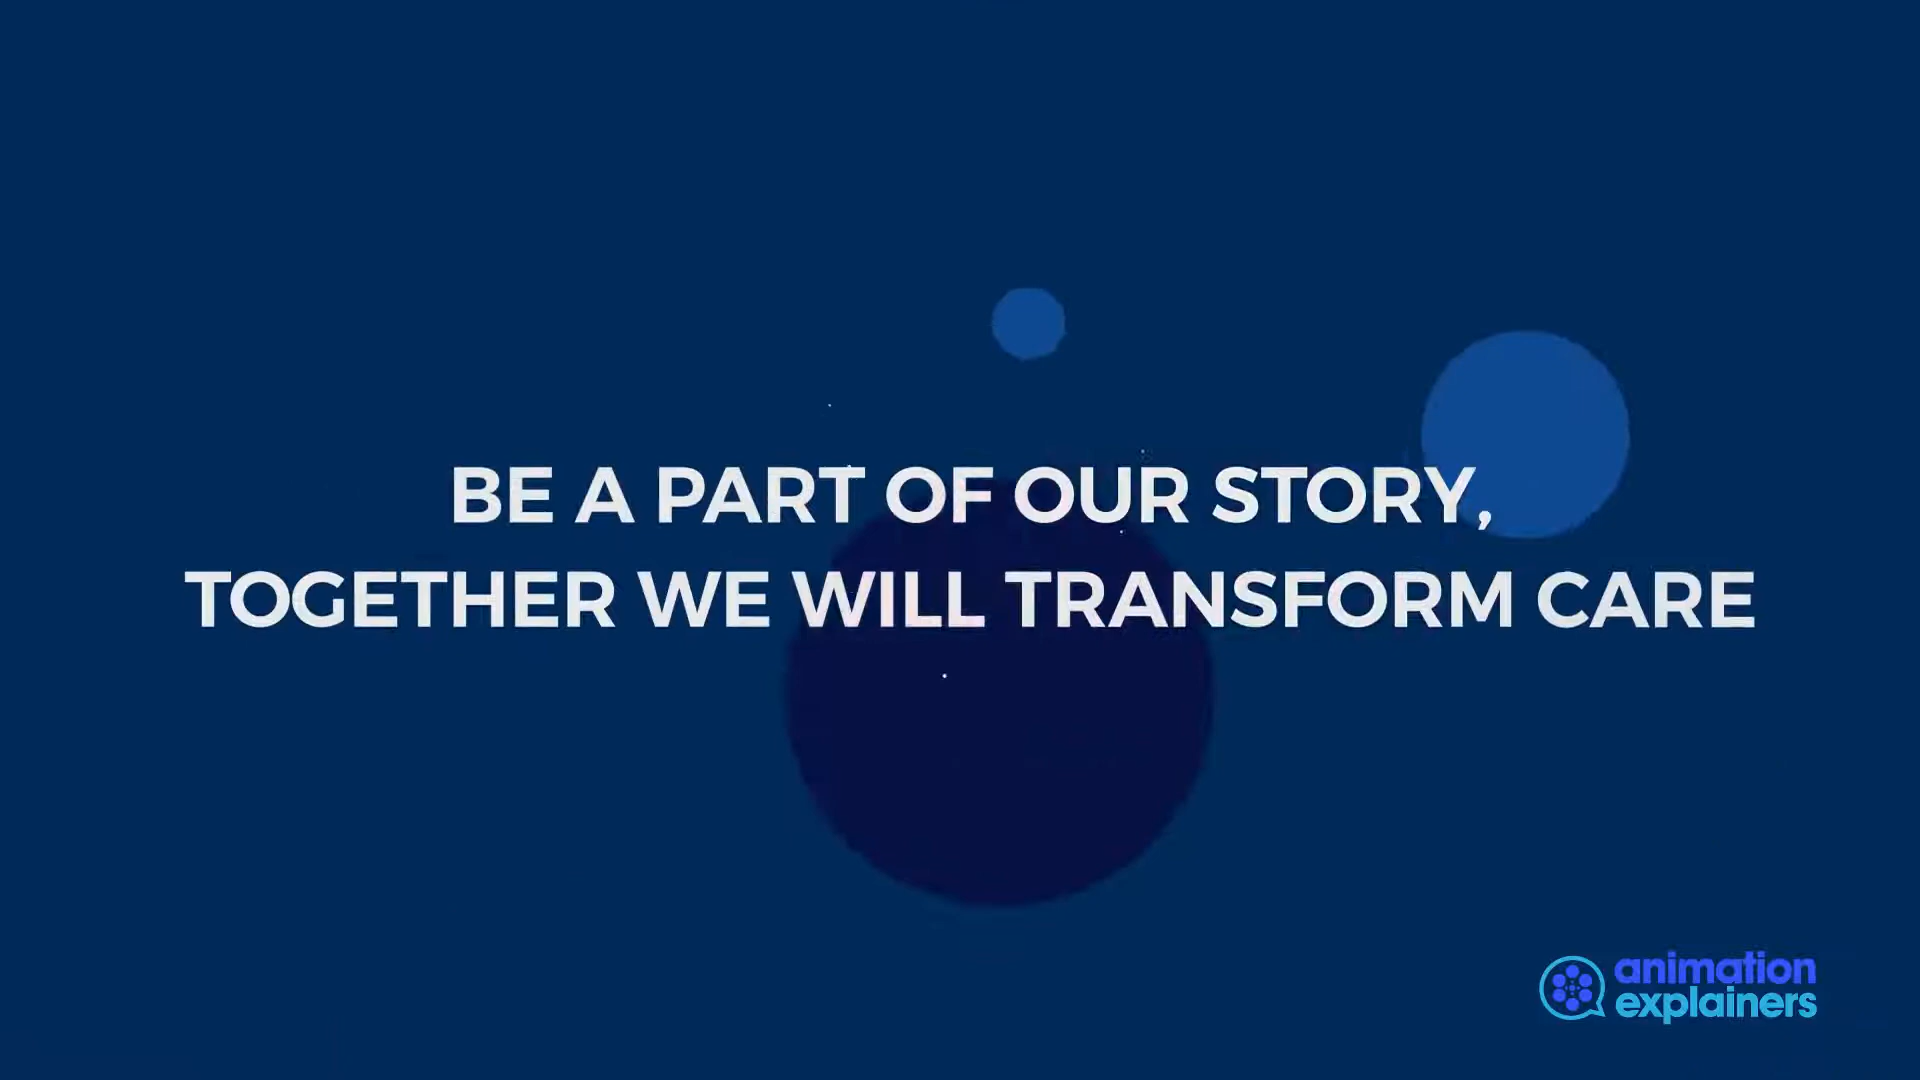 BE A PART OF OUR STORY,
TOGETHER WE WILL TRANSFORM CARE
animation
explainers